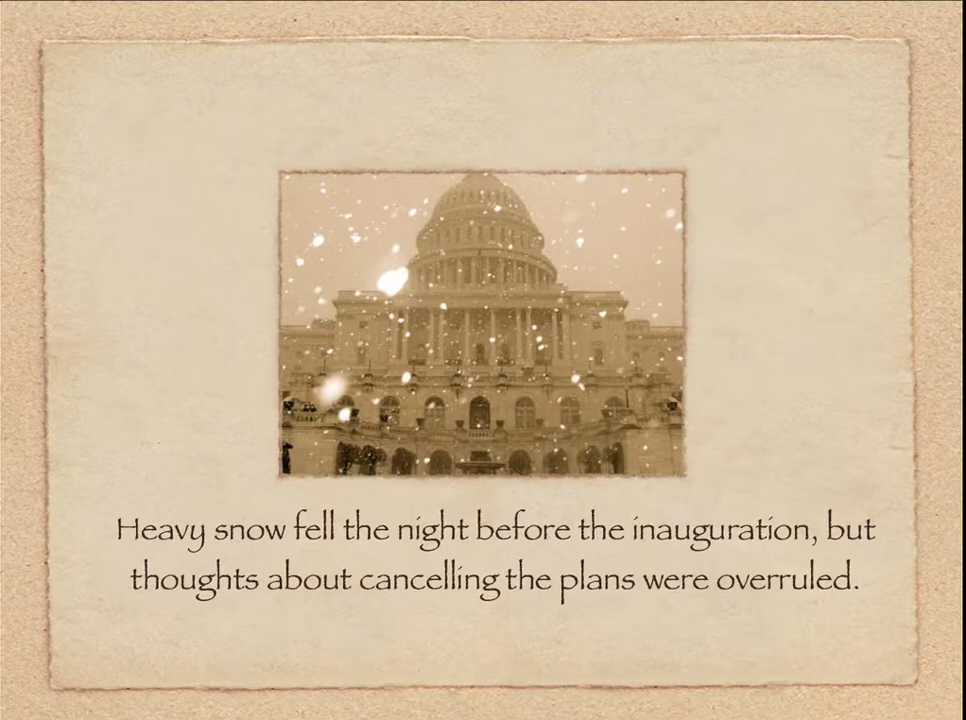 Heavy snow fell the night before the inauguration, but
thoughts about cancelling the plans were overruled.